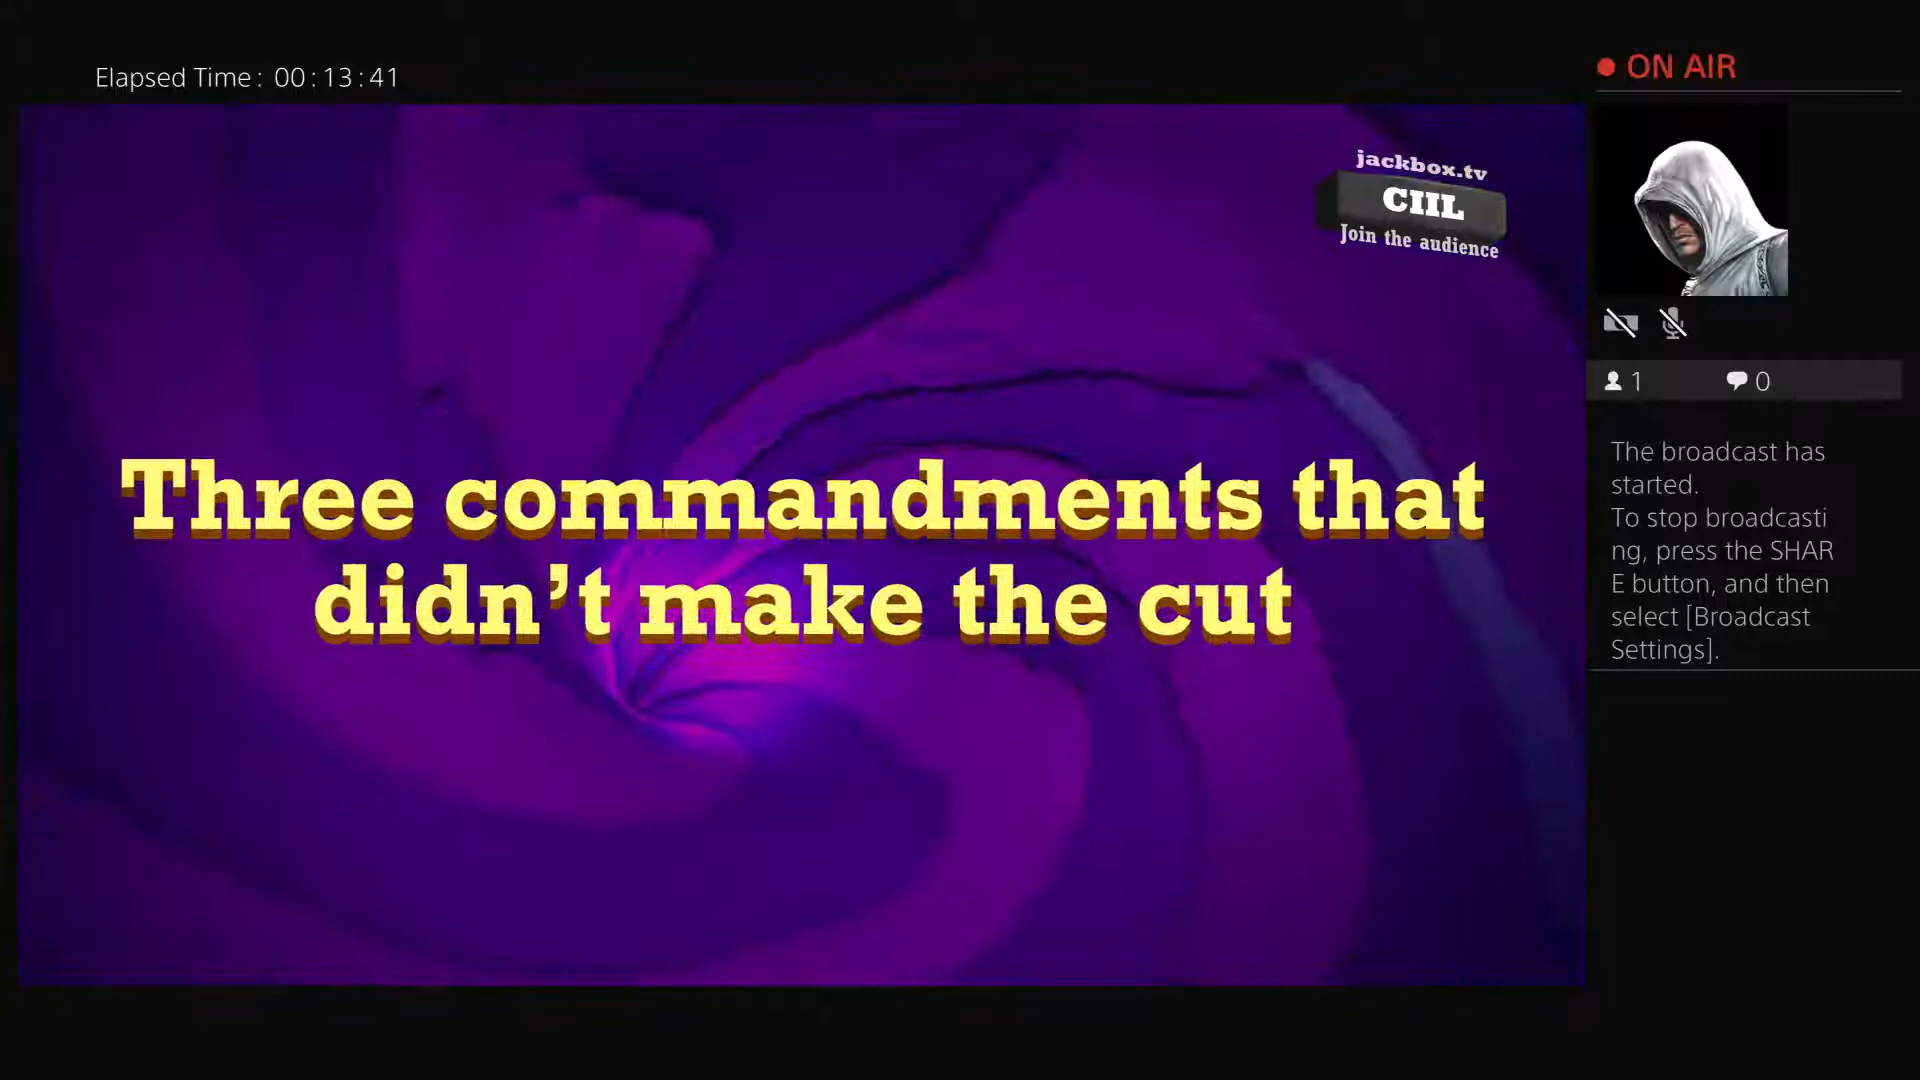 Elapsed Time: 00:13:41
ON AIR
jackbox.tv
CIIL
Join the audience
1 0
Three commandments that
didn't make the cut
The broadcast has
started.
To stop broadcasti
ng, press the SHAR
E button, and then
select [Broadcast
Settings].